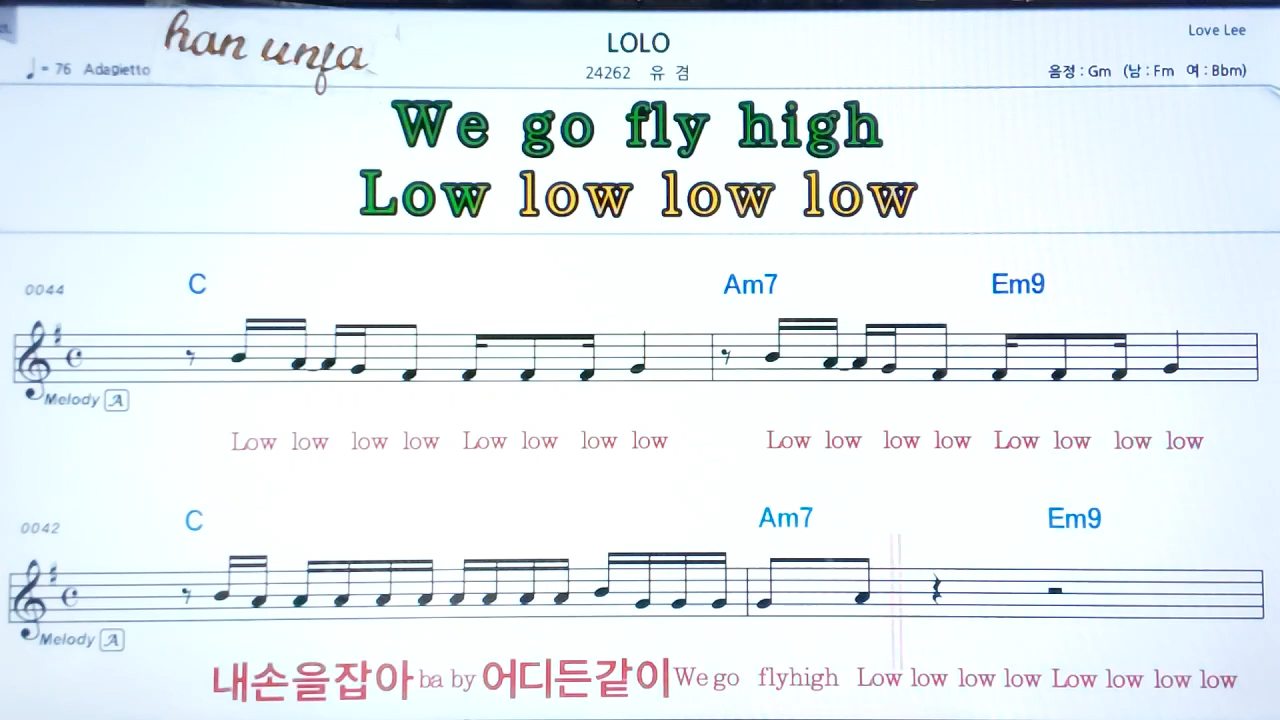 han unfa
LOLO
Love Lee
♩= 76 Adagietto
24262 유 겸
음정 : Gm (남 : Fm 여 : Bbm)
We go fly high
Low low low low
0044
C Am7 Em9
Melody A
Low low low low Low low low low Low low low low Low low low low
0042
C Am7 Em9
Melody A
내손을잡아 ba by 어디든같이 We go flyhigh Low low low low Low low low low